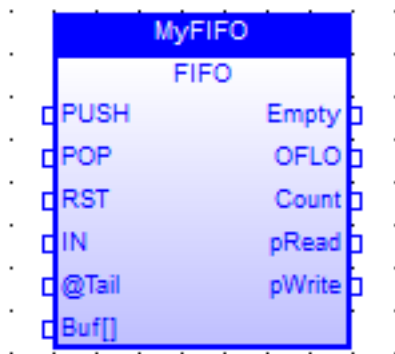 MyFIFO
FIFO
PUSH Empty
POP OFLO
RST Count
IN pRead
@Tail pWrite
Buf[]